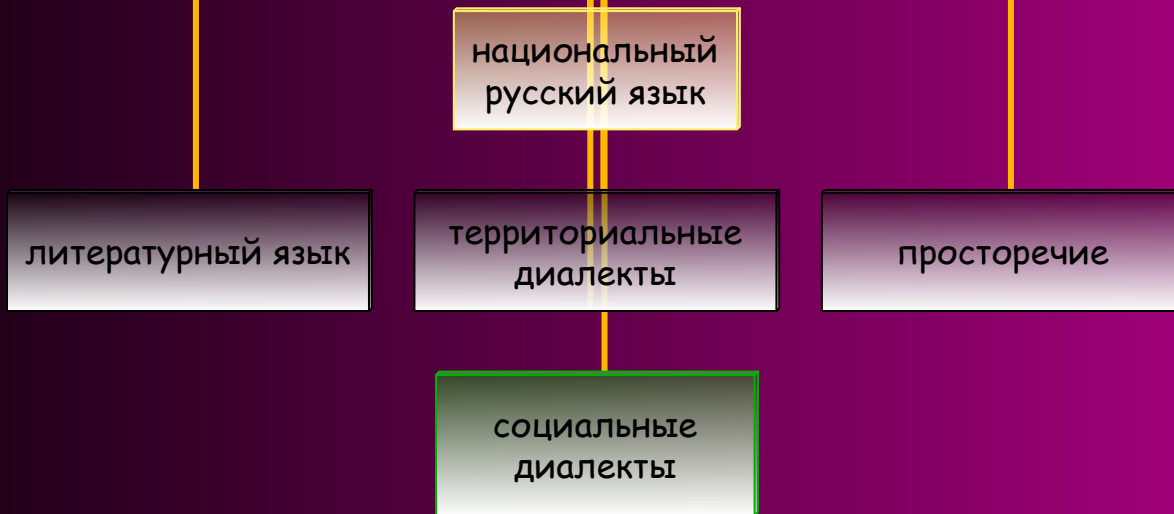 национальный
русский язык
литературный язык
территориальные
диалекты
просторечие
социальные
диалекты